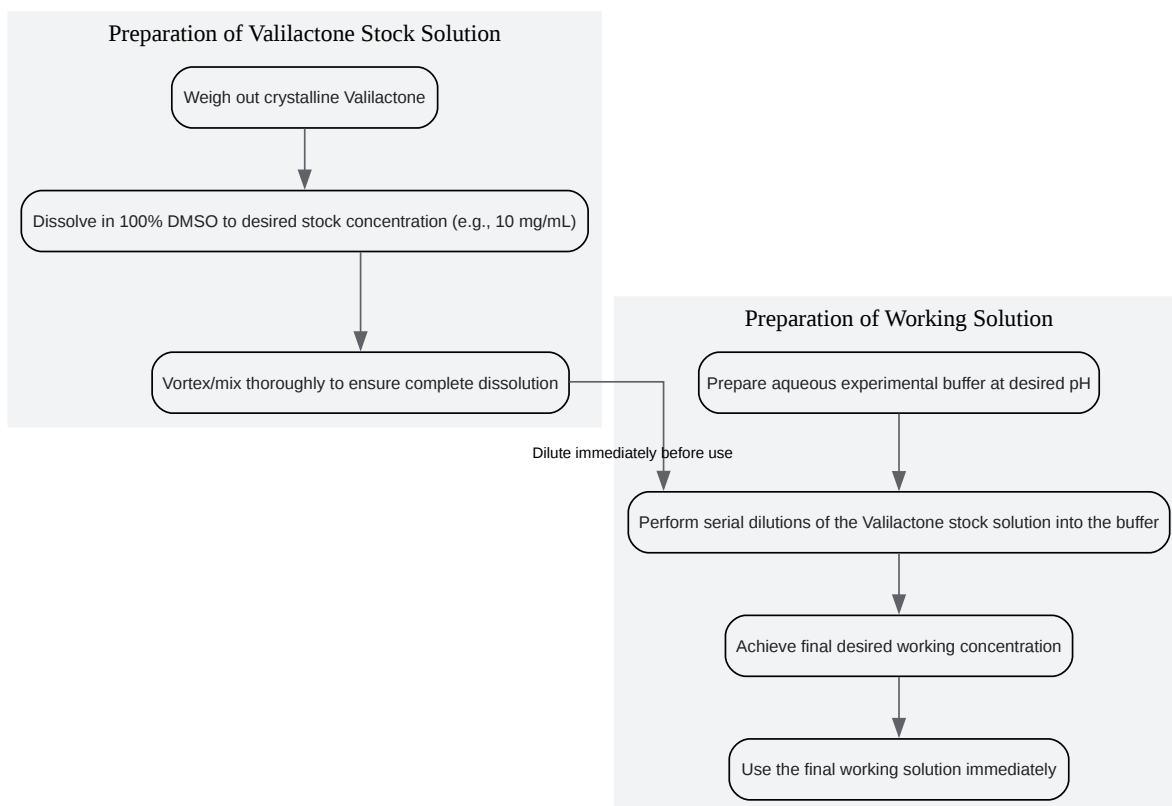 Preparation of Valilactone Stock Solution
Weigh out crystalline Valilactone
Dissolve in 100% DMSO to desired stock concentration (e.g., 10 mg/mL)
Vortex/mix thoroughly to ensure complete dissolution
Dilute immediately before use
Preparation of Working Solution
Prepare aqueous experimental buffer at desired pH
Perform serial dilutions of the Valilactone stock solution into the buffer
Achieve final desired working concentration
Use the final working solution immediately